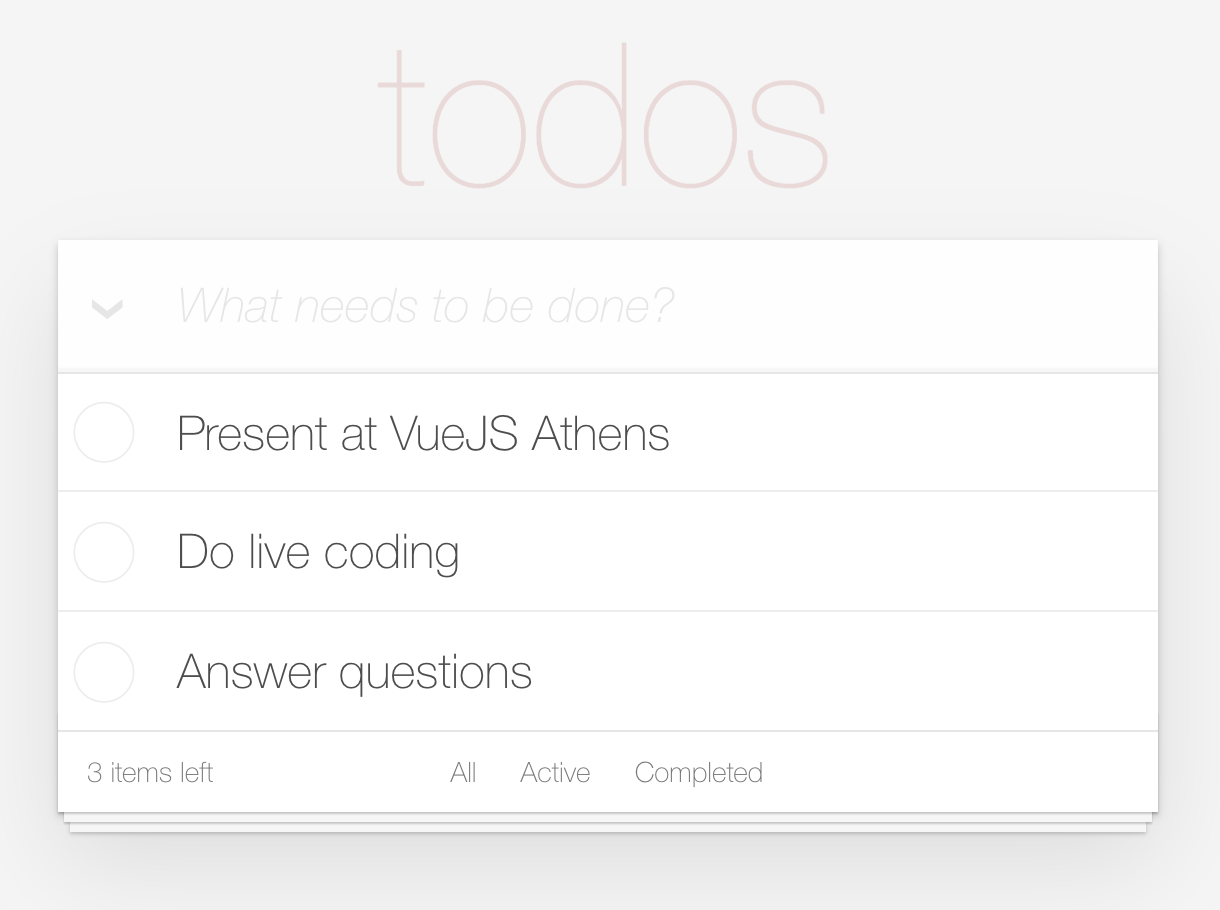 todos
What needs to be done?
Present at VueJS Athens
Do live coding
Answer questions
3 items left All Active Completed